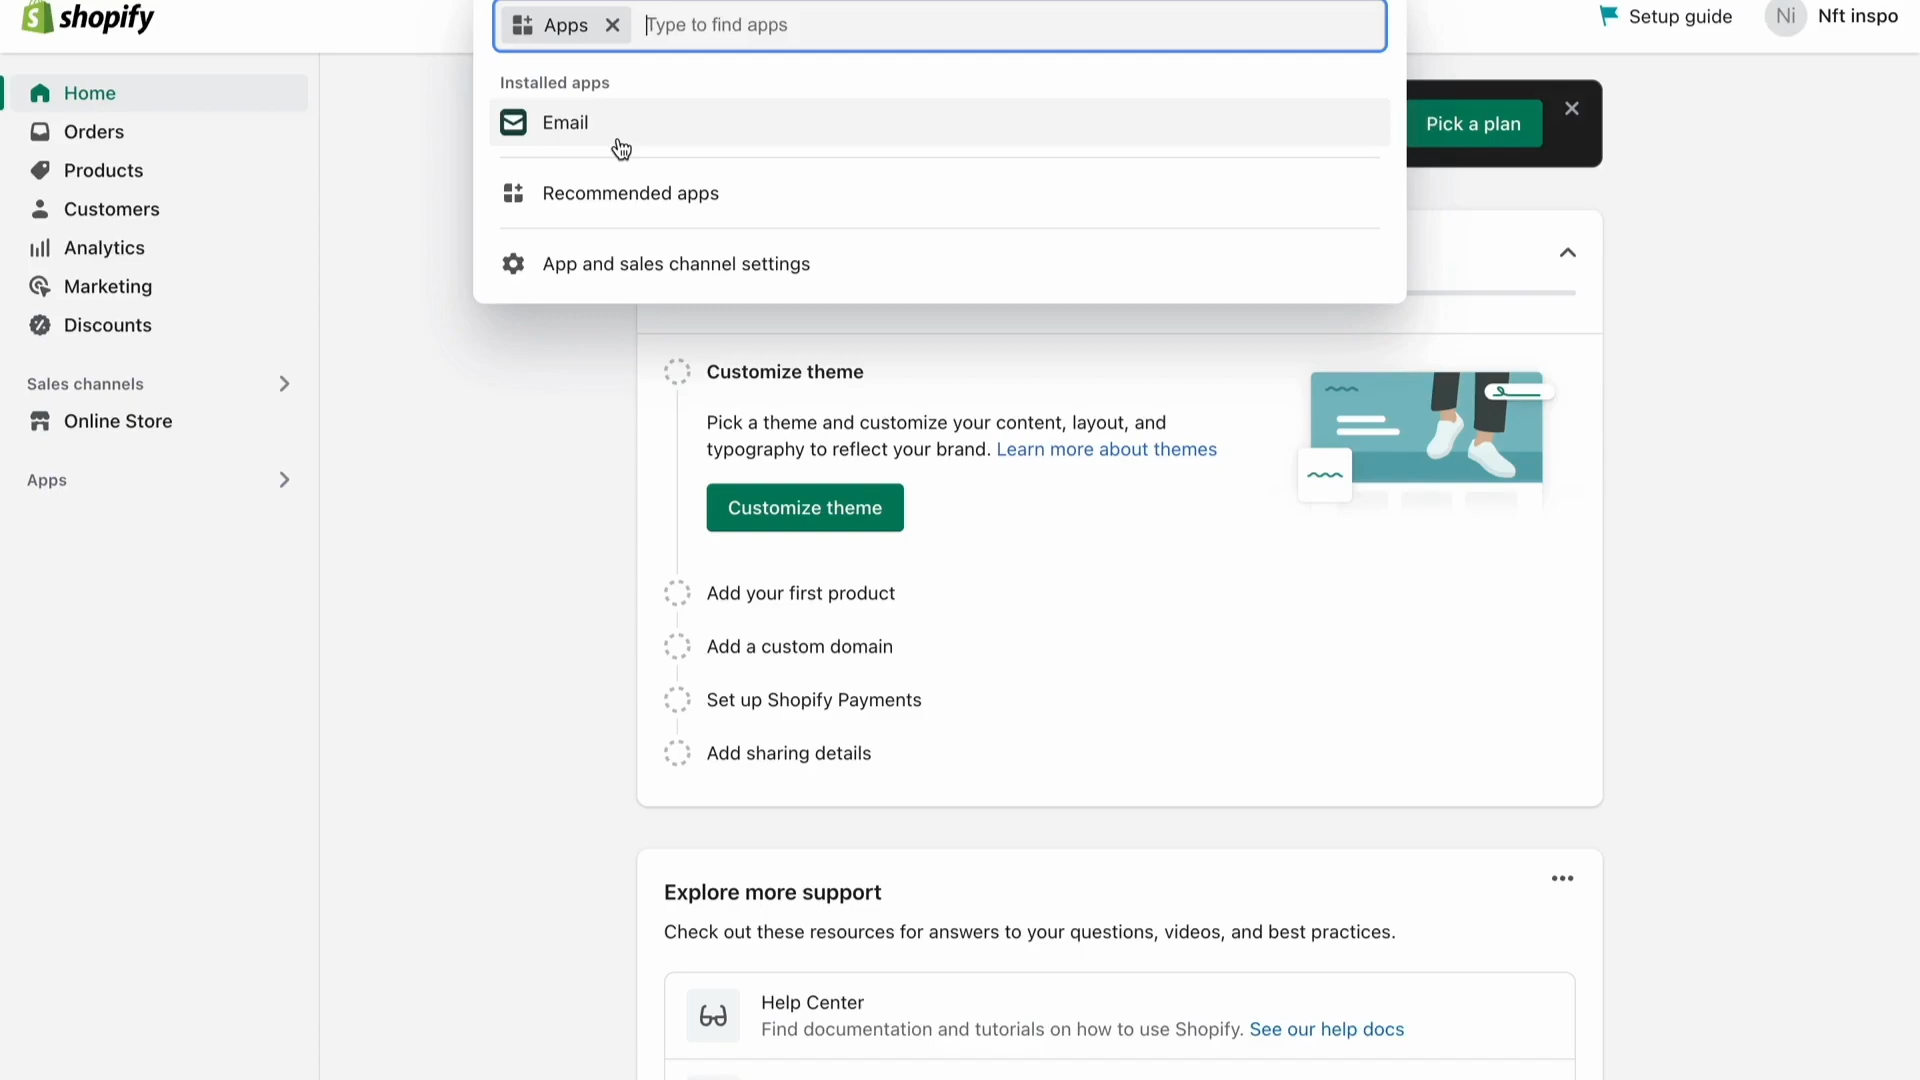 shopify
Apps
Type to find apps
Setup guide
Ni
Nft inspo
Home
Orders
Products
Customers
Analytics
Marketing
Discounts
Sales channels
Online Store
Apps
Installed apps
Email
Recommended apps
App and sales channel settings
Pick a plan
Customize theme
Pick a theme and customize your content, layout, and
typography to reflect your brand. Learn more about themes
Customize theme
Add your first product
Add a custom domain
Set up Shopify Payments
Add sharing details
Explore more support
Check out these resources for answers to your questions, videos, and best practices.
Help Center
Find documentation and tutorials on how to use Shopify. See our help docs